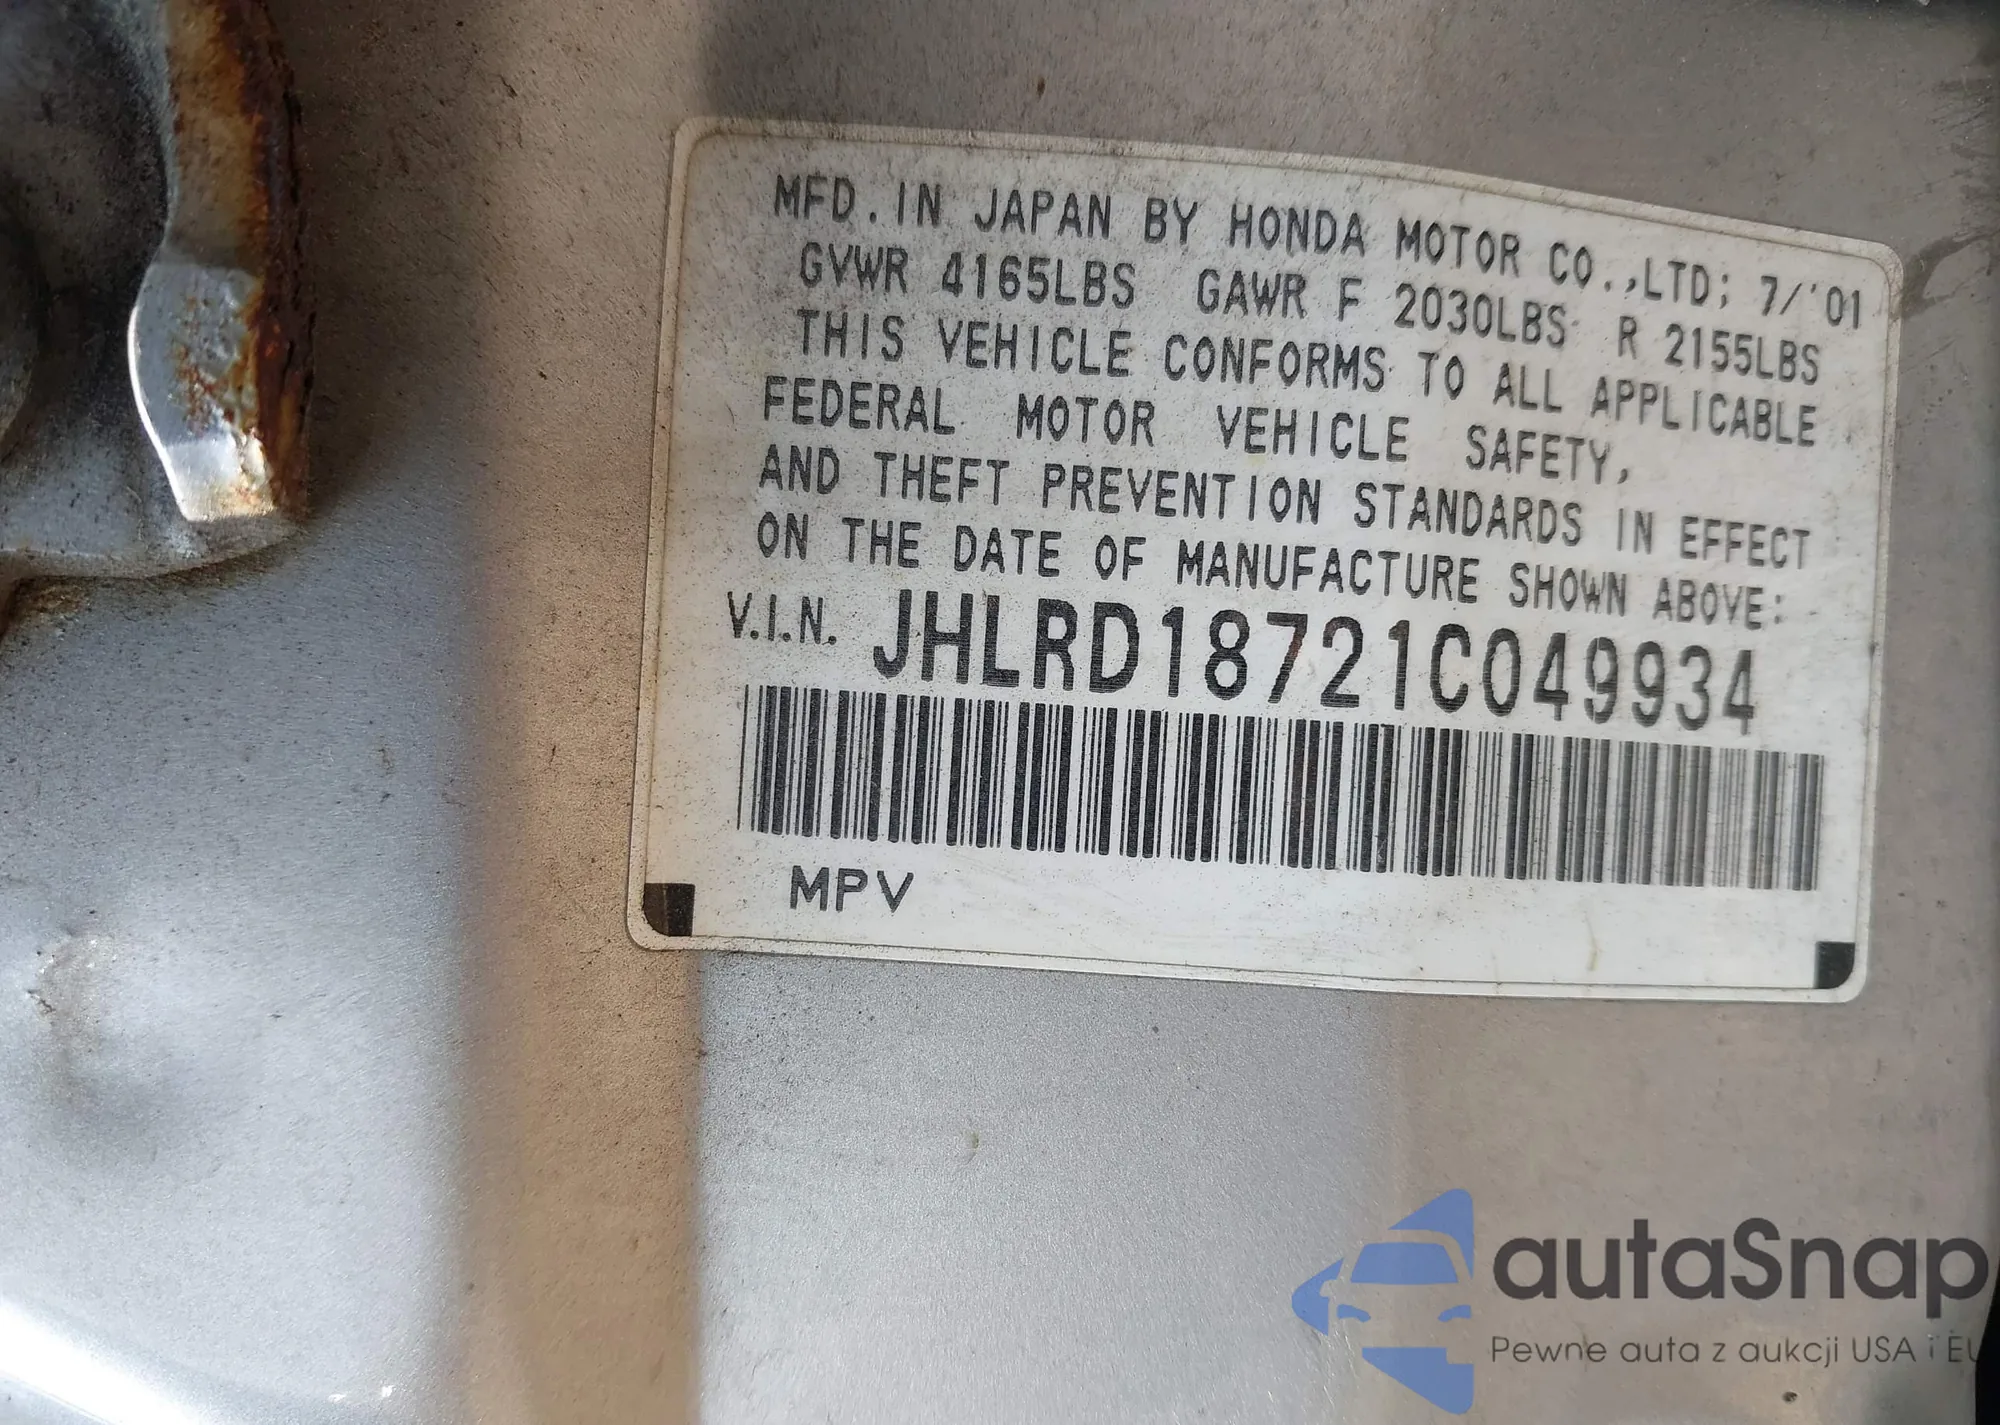 MFD. IN JAPAN BY HONDA MOTOR CO.,LTD; 7/'01
GVWR 4165LBS GAWR F 2030LBS R 2155LBS
THIS VEHICLE CONFORMS TO ALL APPLICABLE
FEDERAL MOTOR VEHICLE SAFETY,
AND THEFT PREVENTION STANDARDS IN EFFECT
ON THE DATE OF MANUFACTURE SHOWN ABOVE:
V.I.N. JHLRD18721C049934
MPV
autaSnap
Pewne auta z aukcji USA i EU